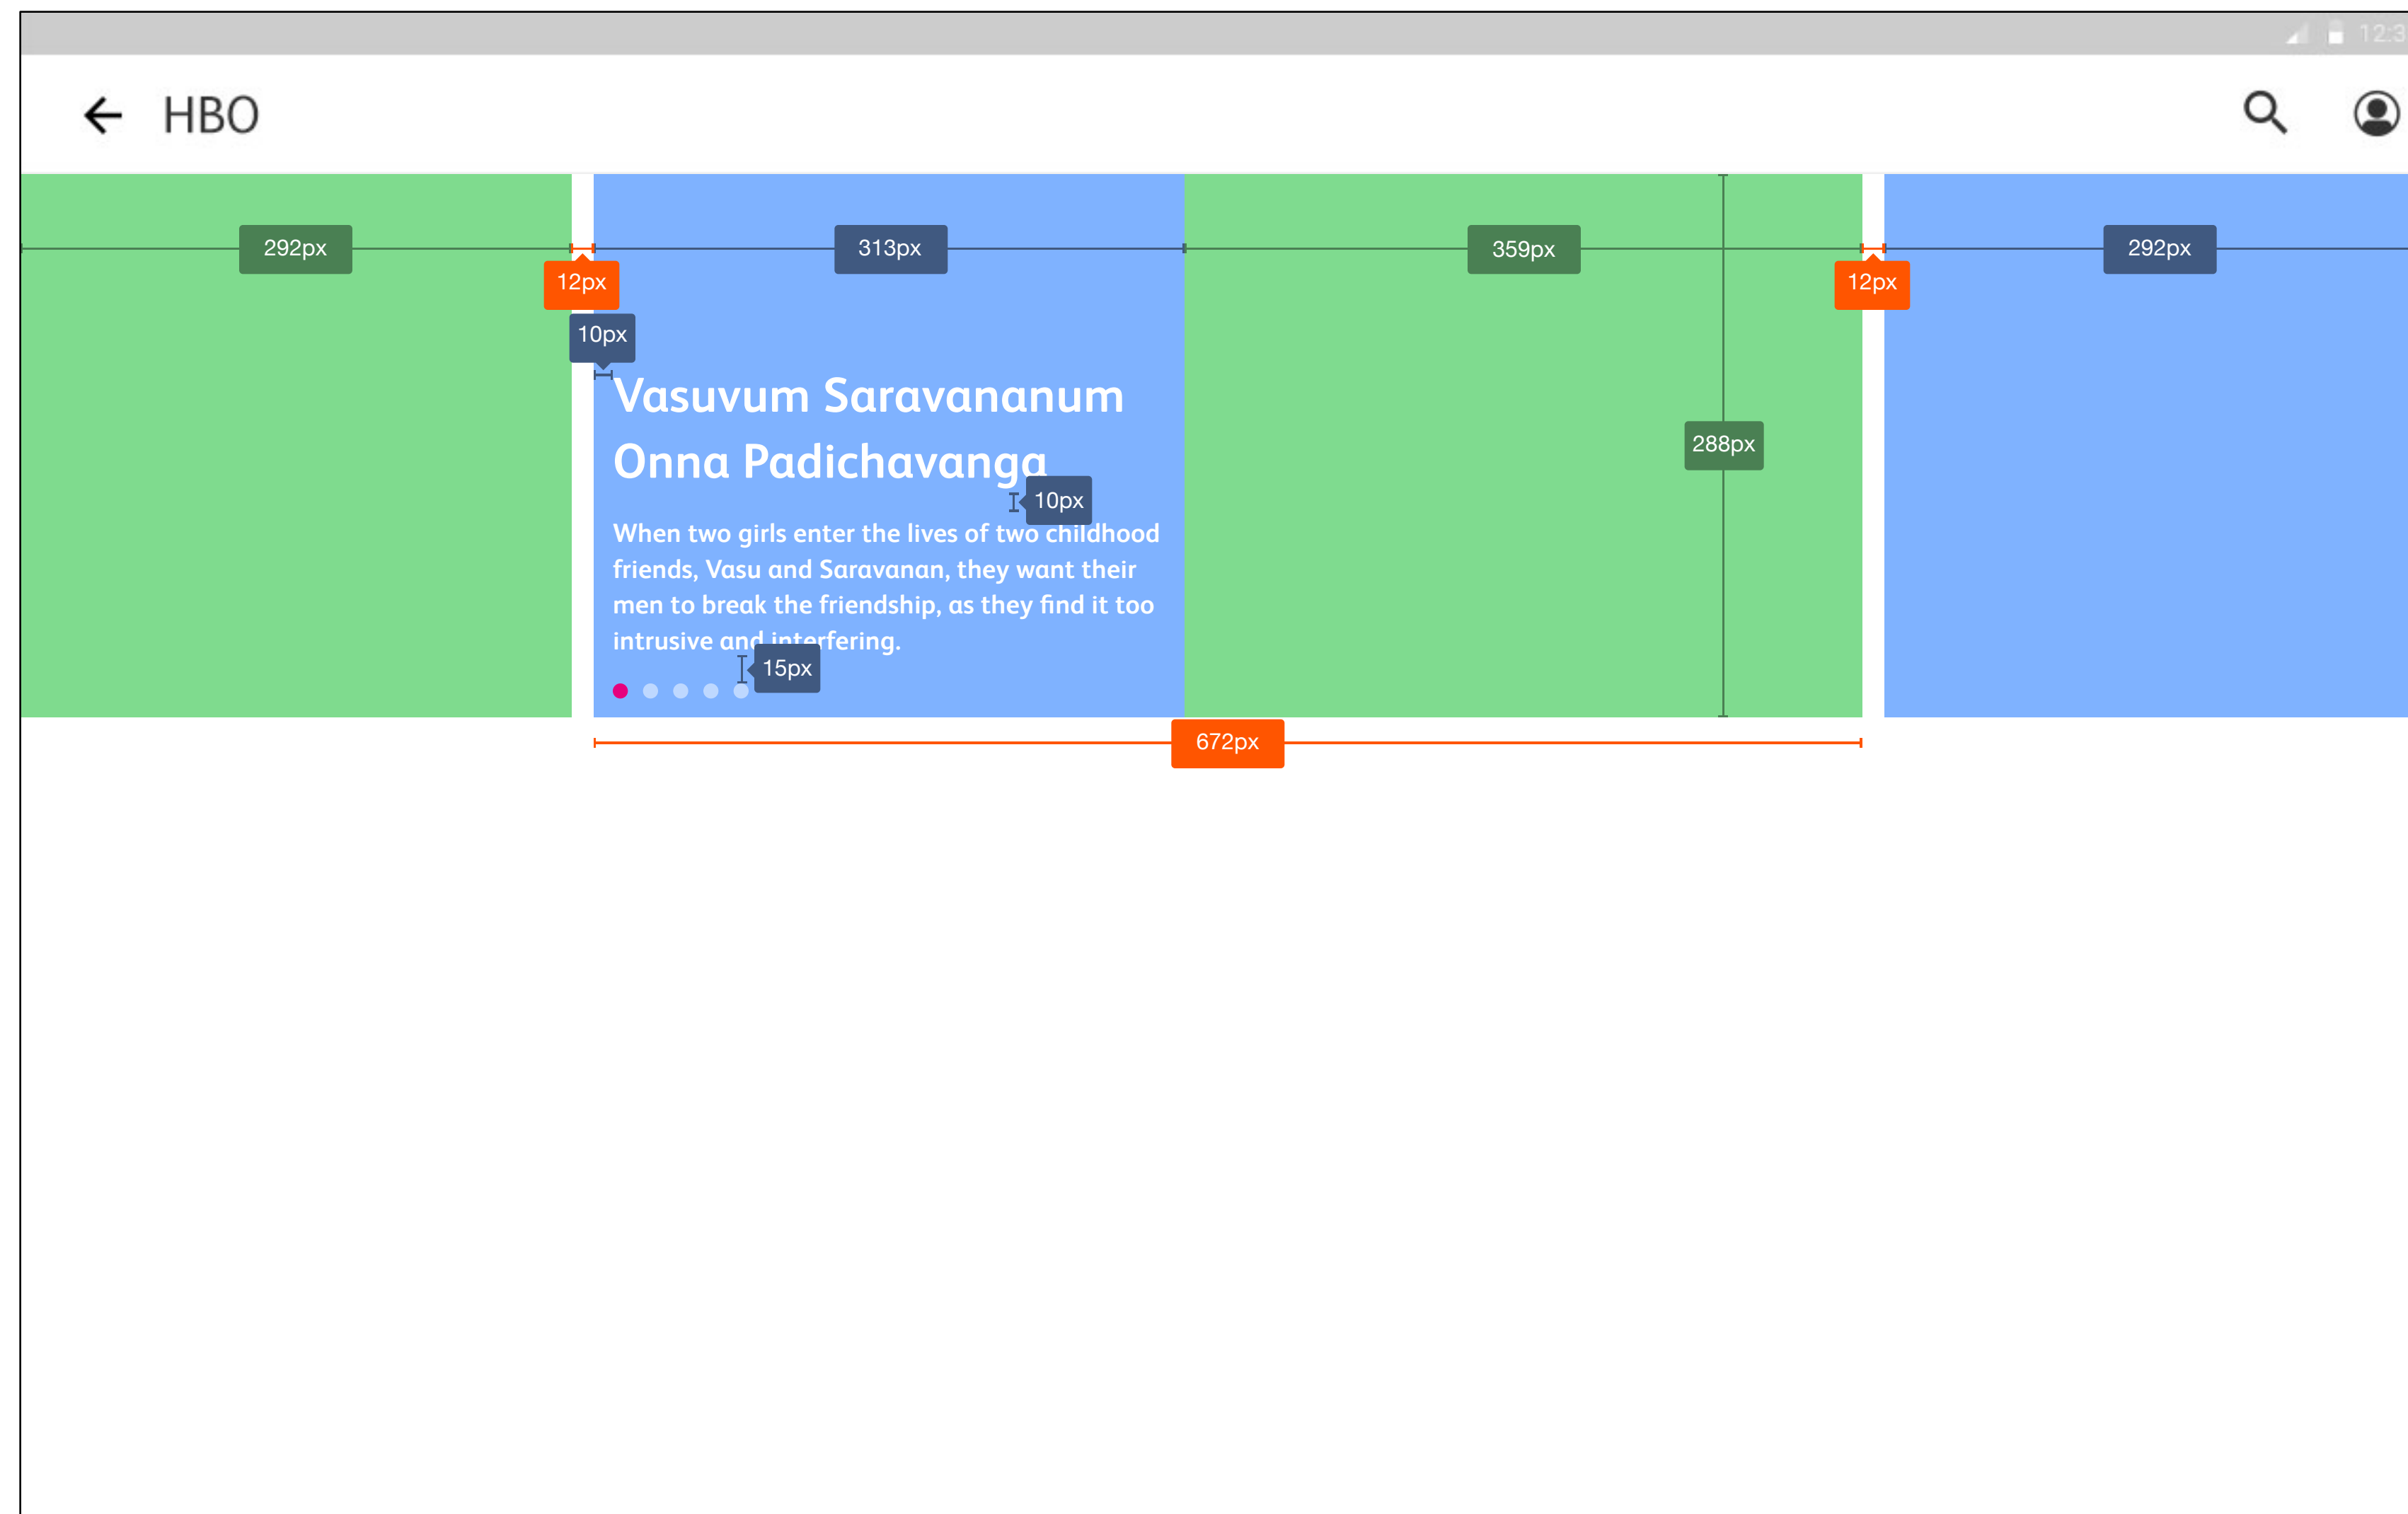 12:3
HBO
292px
313px
359px
292px
12px
12px
10px
Vasuvum Saravananum
Onna Padichavanga
288px
10px
When two girls enter the lives of two childhood
friends, Vasu and Saravanan, they want their
men to break the friendship, as they find it too
intrusive and interfering.
15px
672px